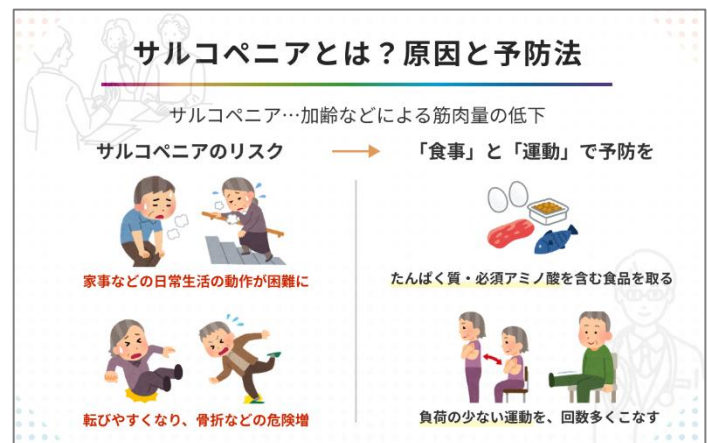 サルコペニアとは？原因と予防法
サルコペニア…加齢などによる筋肉量の低下
サルコペニアのリスク
「食事」と「運動」で予防を
家事などの日常生活の動作が困難に
たんぱく質・必須アミノ酸を含む食品を取る
転びやすくなり、骨折などの危険増
負荷の少ない運動を、回数多くこなす